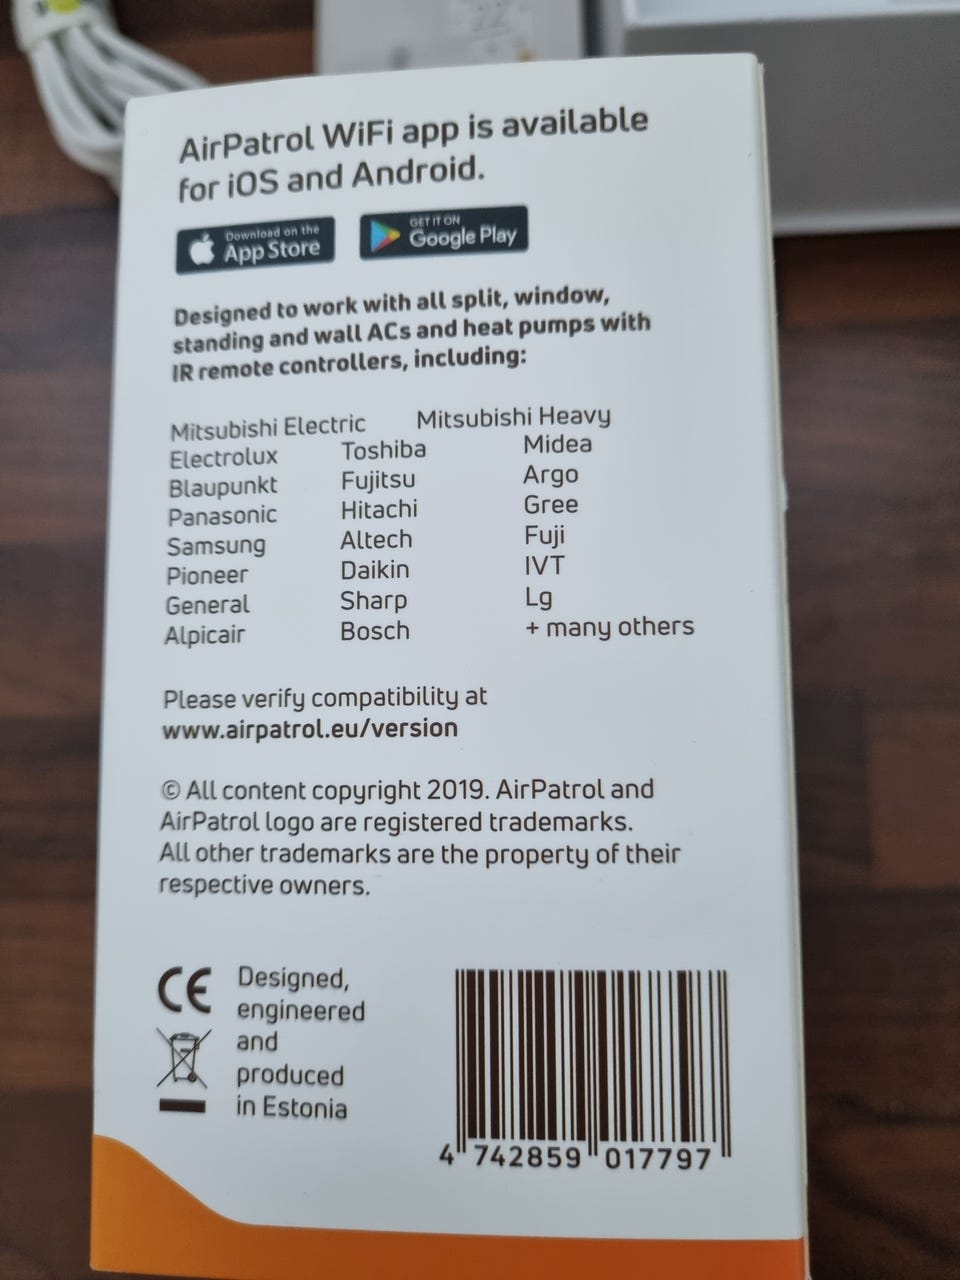 AirPatrol WiFi app is available
for iOS and Android.
Download on the
App Store
GET IT ON
Google Play
Designed to work with all split, window,
standing and wall ACs and heat pumps with
IR remote controllers, including:
Mitsubishi Electric Mitsubishi Heavy
Electrolux Toshiba Midea
Blaupunkt Fujitsu Argo
Panasonic Hitachi Gree
Samsung Altech Fuji
Pioneer Daikin IVT
General Sharp Lg
Alpicair Bosch + many others
Please verify compatibility at
www.airpatrol.eu/version
© All content copyright 2019. AirPatrol and
AirPatrol logo are registered trademarks.
All other trademarks are the property of their
respective owners.
CE
Designed,
engineered
and
produced
in Estonia
4 742859 017797